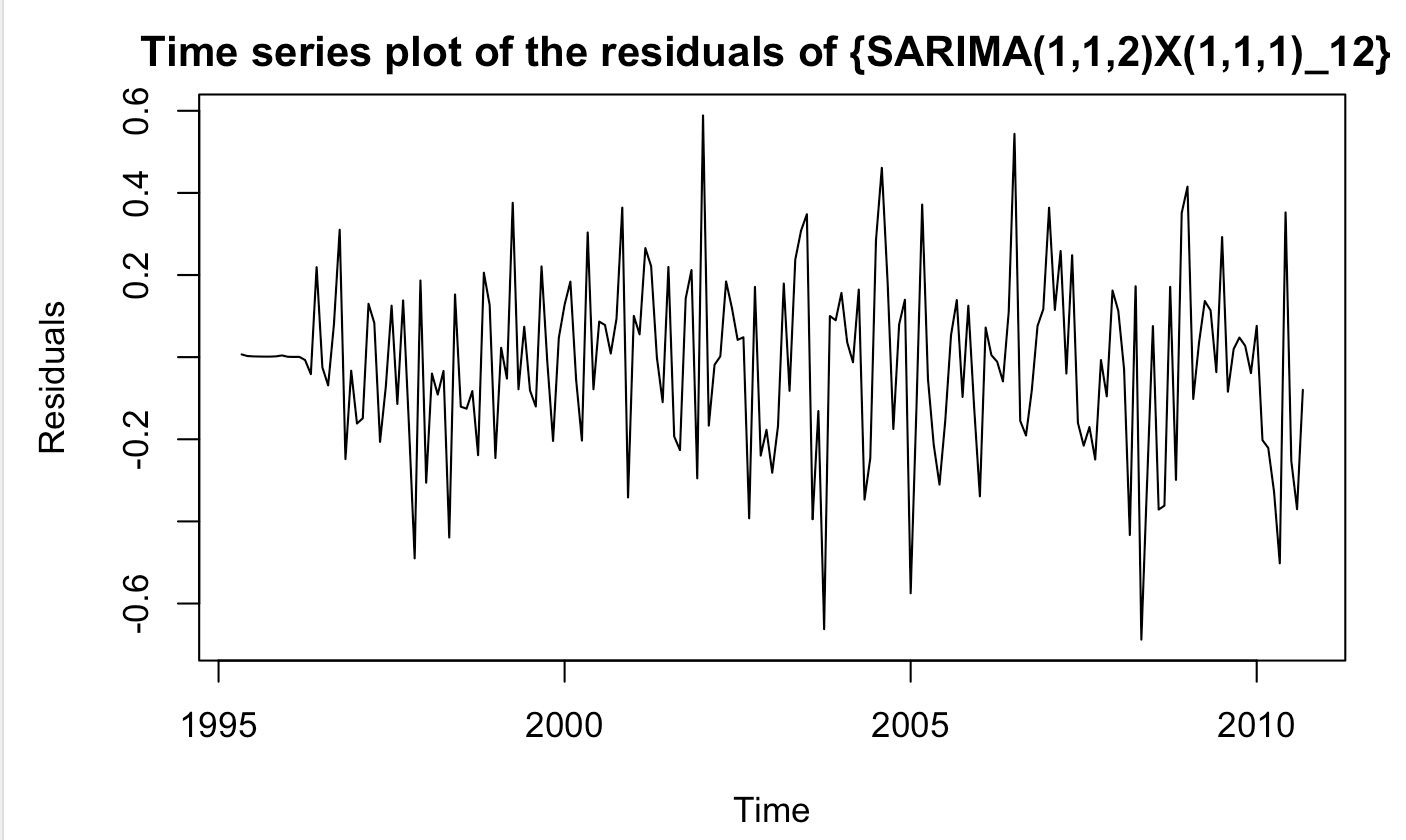 Time series plot of the residuals of {SARIMA(1,1,2)X(1,1,1)_12}
0.6
0.4
0.2
-0.2
-0.6
Residuals
1995 2000 2005 2010
Time